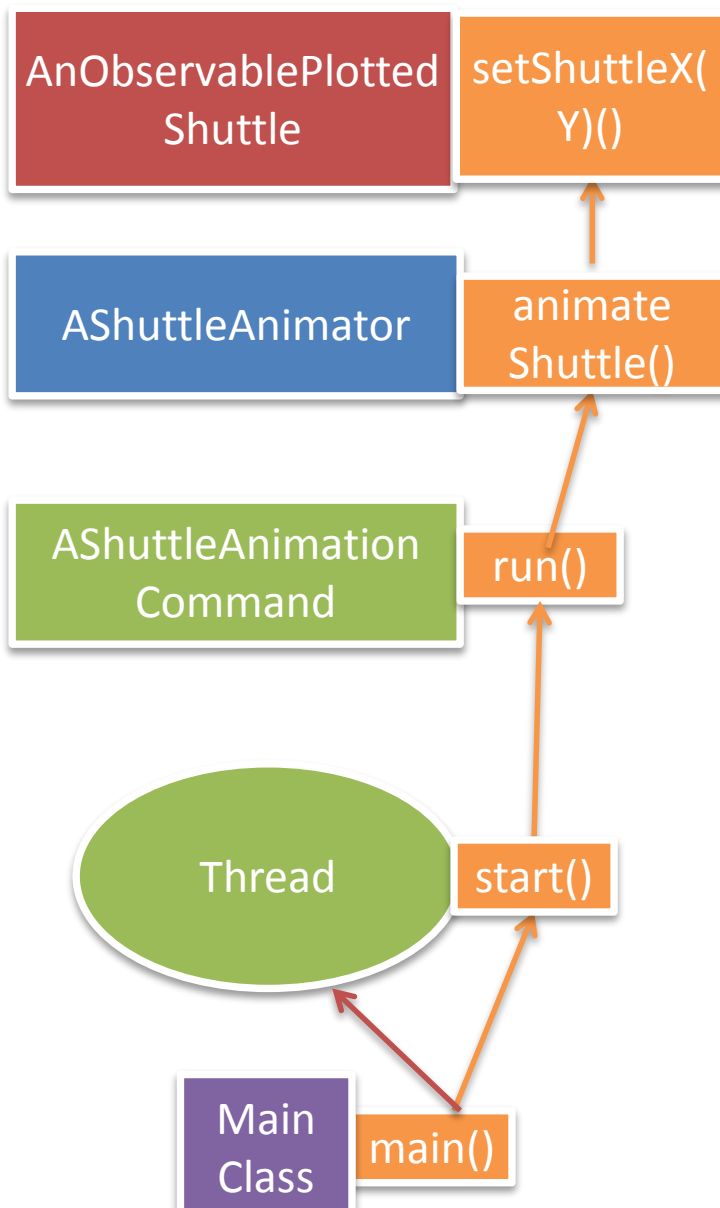 AnObservablePlotted
Shuttle
setShuttleX(
Y)()
AShuttleAnimator
animate
Shuttle()
AShuttleAnimation
Command
run()
Thread
start()
Main
Class
main()